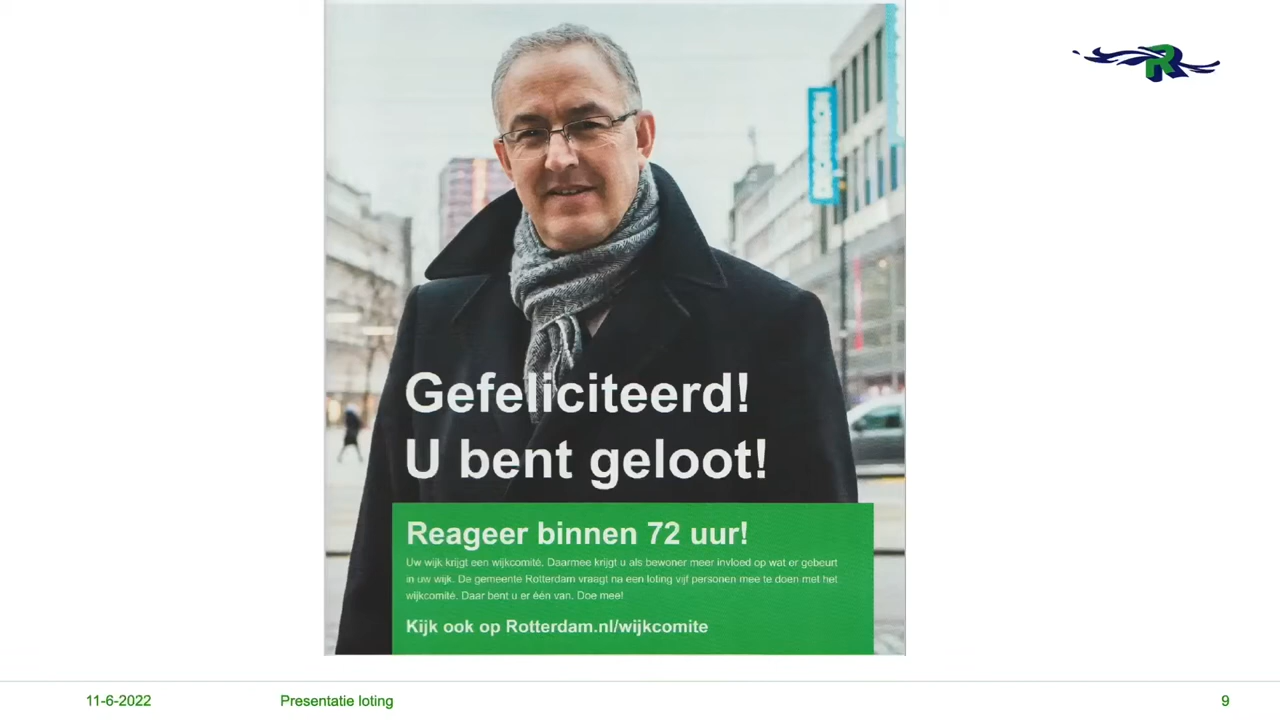 R
Gefeliciteerd!
U bent geloot!
Reageer binnen 72 uur!
Uw wijk krijgt een wijkcomité. Daarmee krijgt u als bewoner meer invloed op wat er gebeurt
in uw wijk. De gemeente Rotterdam vraagt na een loting vijf personen mee te doen met het
wijkcomité. Daar bent u er één van. Doe mee!
Kijk ook op Rotterdam.nl/wijkcomite
11-6-2022
Presentatie loting
9